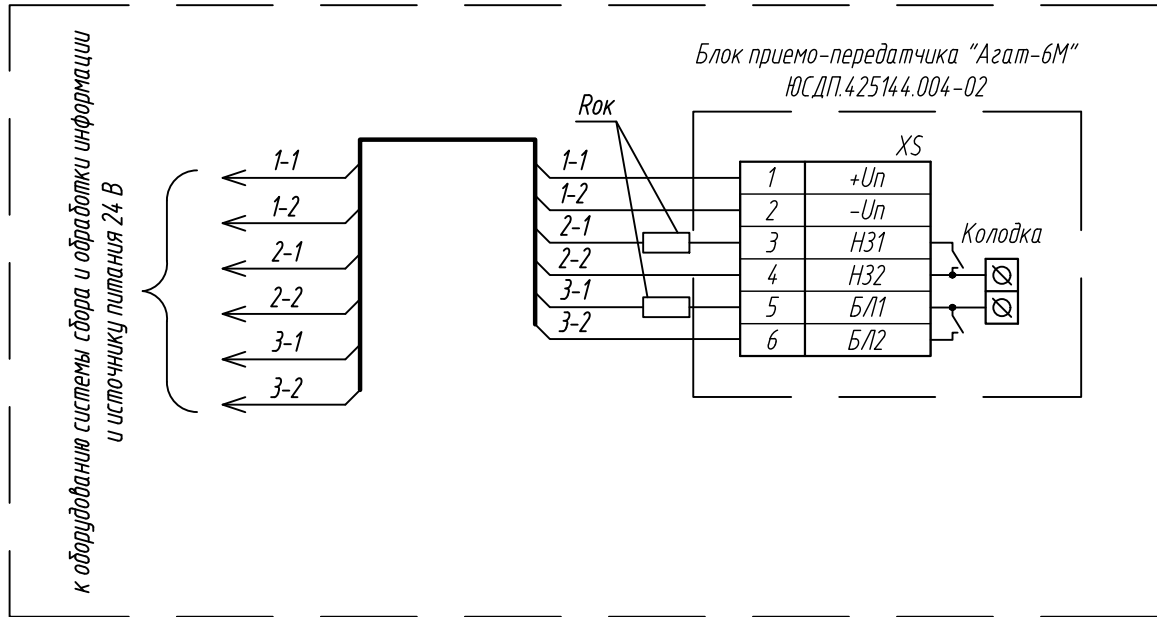 к оборудованию системы сбора и обработки информации
и источнику питания 24 В
1-1
1-2
2-1
2-2
3-1
3-2
Rок
1-1
1-2
2-1
2-2
3-1
3-2
Блок приемо-передатчика "Агат-6М"
ЮСДП.425144.004-02
XS
1 +Uп
2 -Uп
3 НЗ1
4 НЗ2
5 БЛ1
6 БЛ2
Колодка